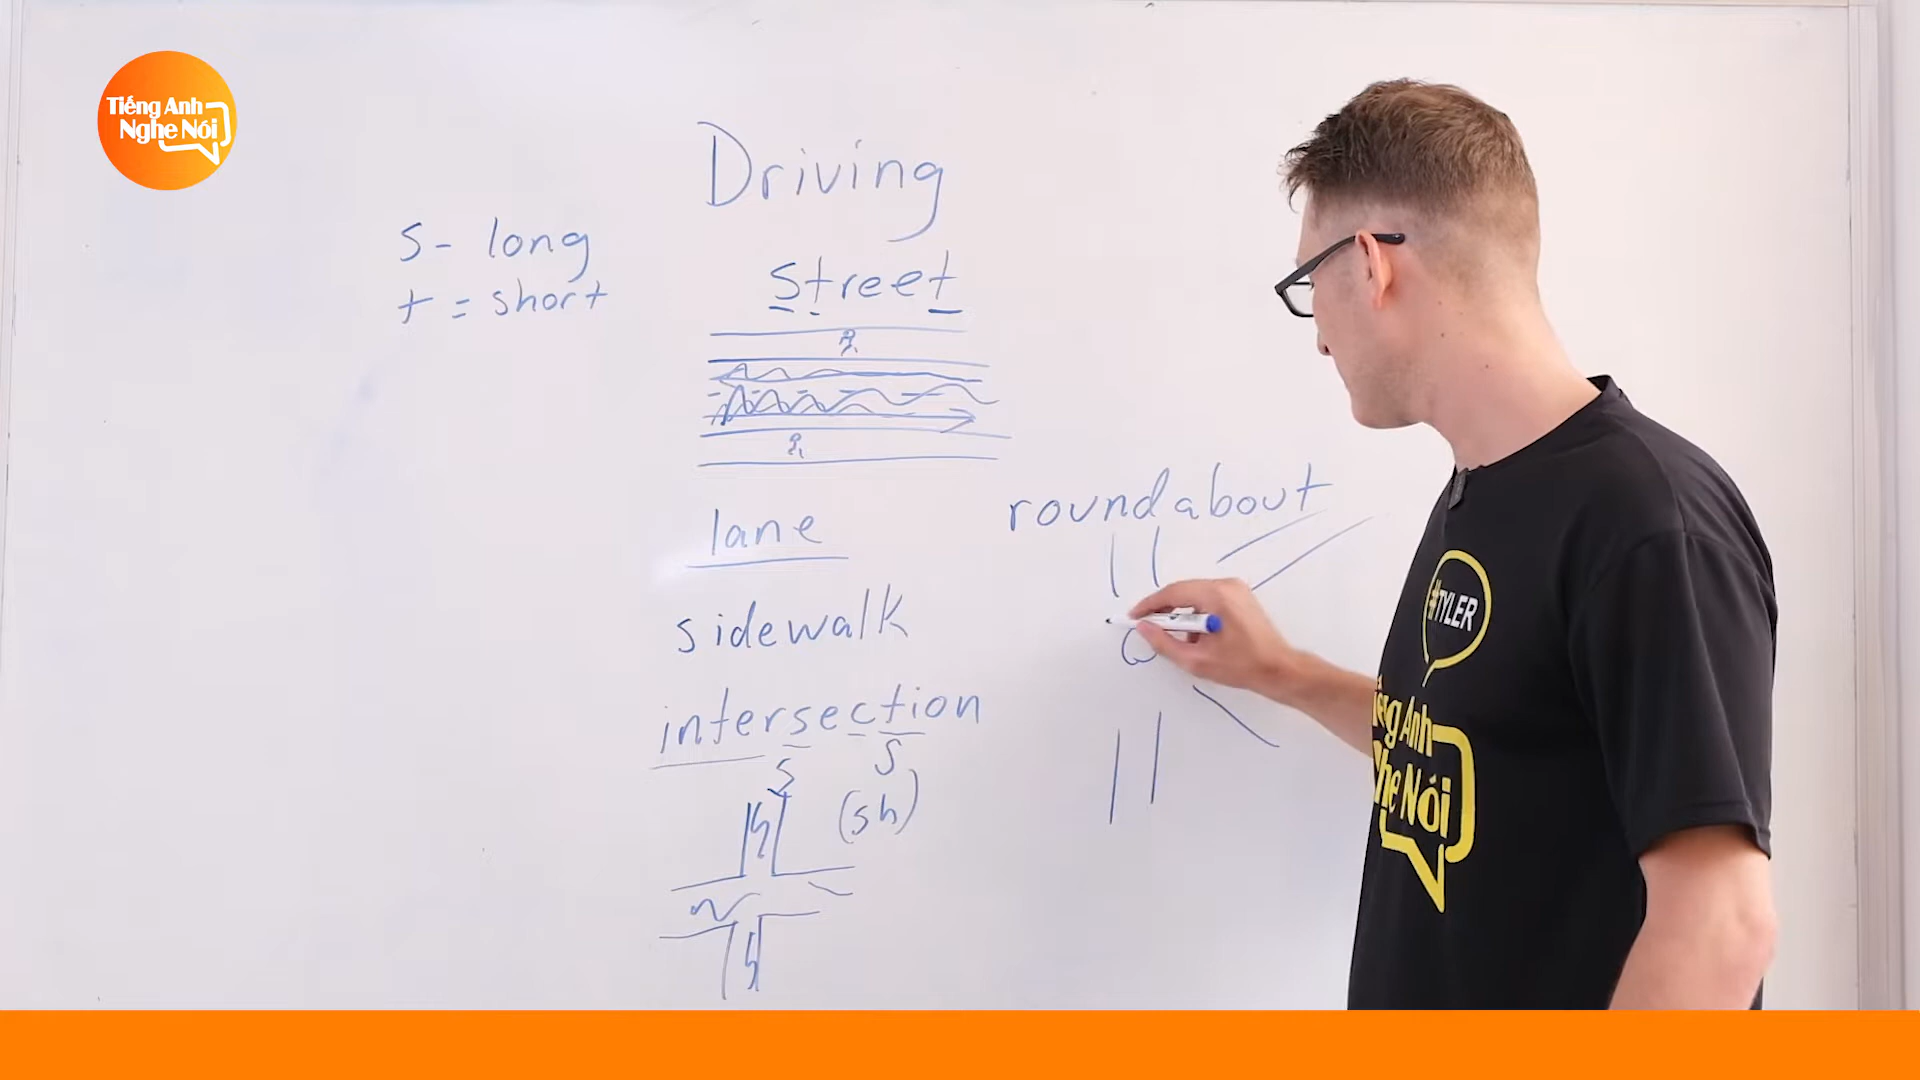 Tiếng Anh
Nghe Nói
Driving
S- long
t = short
street
lane
roundabout
sidewalk
intersection
S
S
(sh)
#TYLER
Tiếng Anh
Nghe Nói